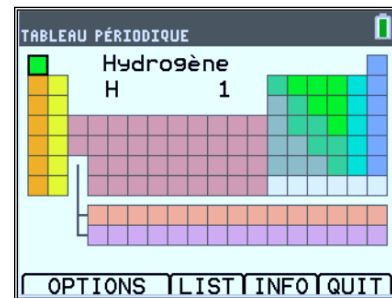 TABLEAU PÉRIODIQUE
Hydrogène
H 1
OPTIONS LIST INFO QUIT